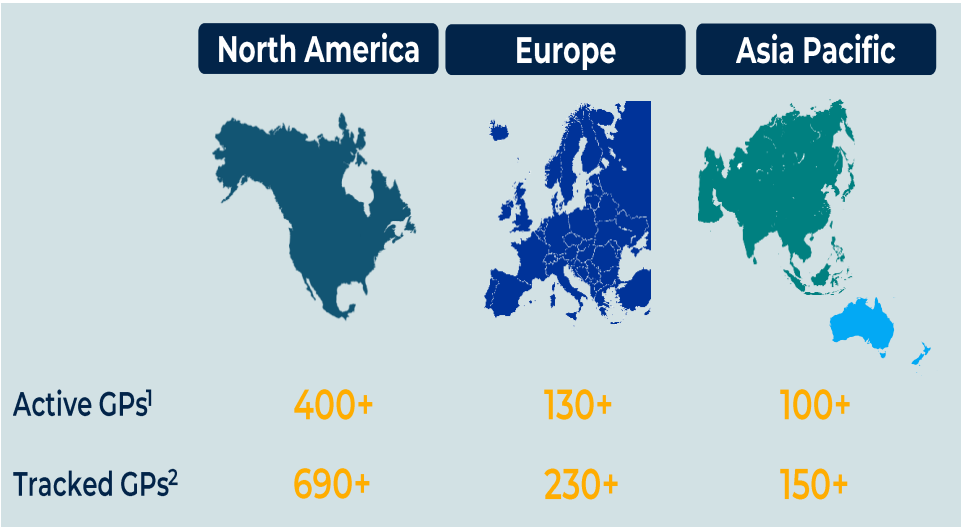 North America Europe Asia Pacific
Active GPs¹ 400+ 130+ 100+
Tracked GPs² 690+ 230+ 150+